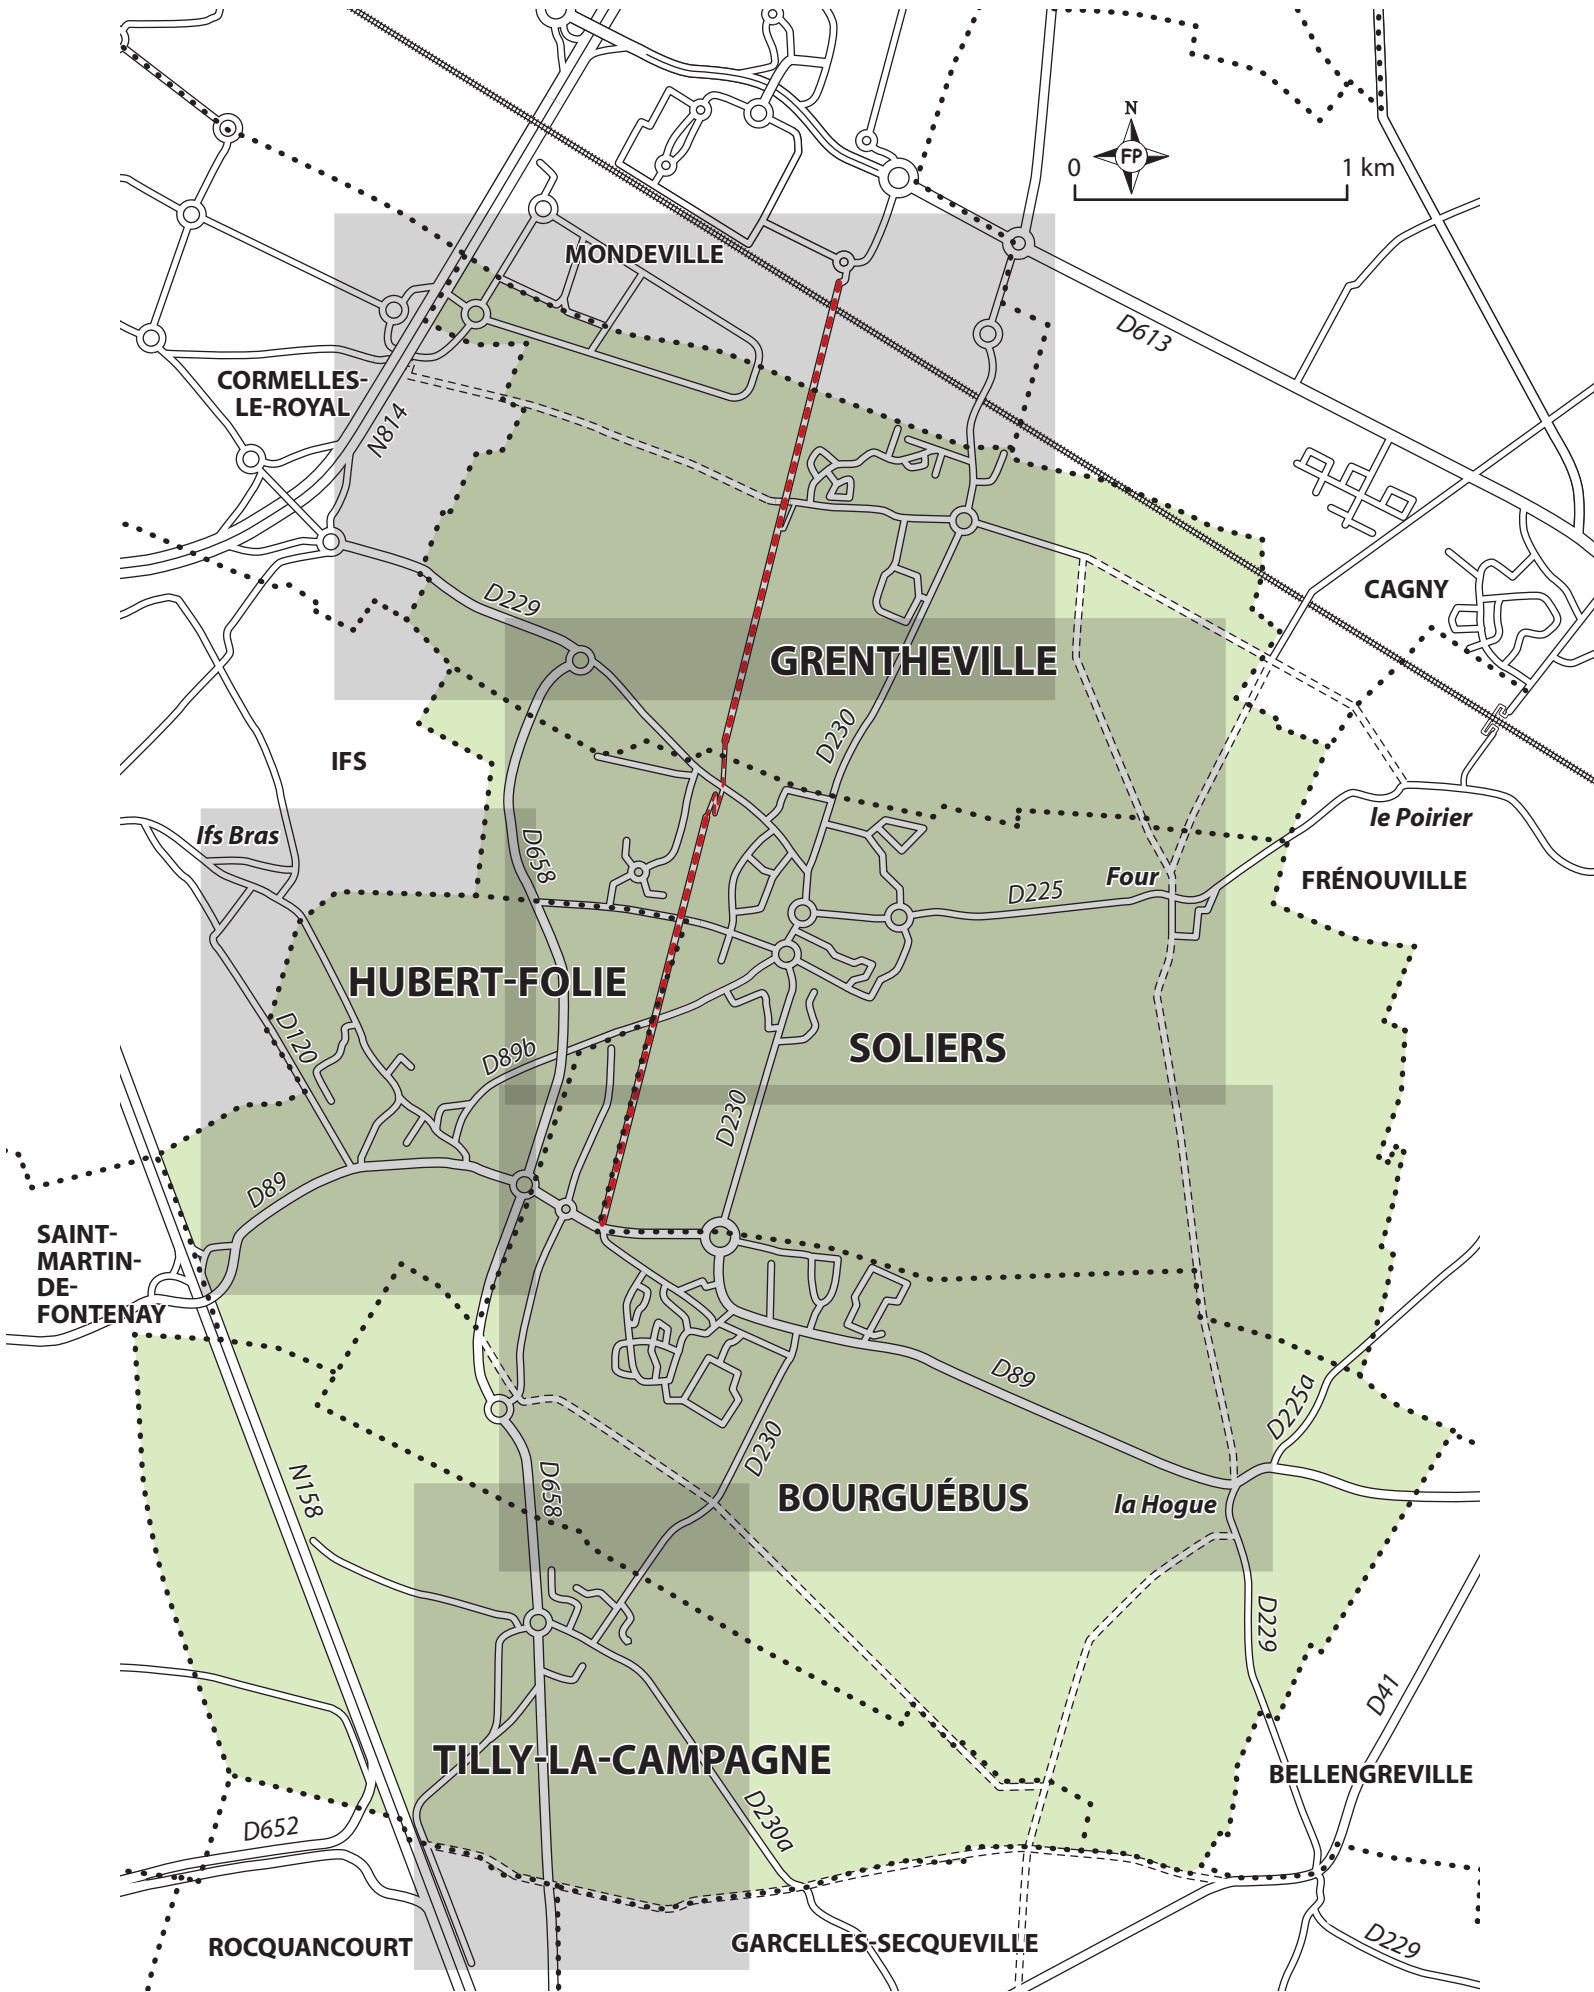 N
FP
0
1 km
MONDEVILLE
D613
CORMELLES-
LE-ROYAL
N814
CAGNY
D229
GRENTHEVILLE
D230
IFS
le Poirier
Ifs Bras
D658
Four
FRÉNOUVILLE
D225
HUBERT-FOLIE
D120
D89b
SOLIERS
D230
D89
SAINT-
MARTIN-
DE-
FONTENAY
D89
D225a
D230
N158
D658
BOURGUÉBUS
la Hogue
D229
D41
TILLY-LA-CAMPAGNE
BELLENGREVILLE
D652
D230a
ROCQUANCOURT
GARCELLES-SECQUEVILLE
D229